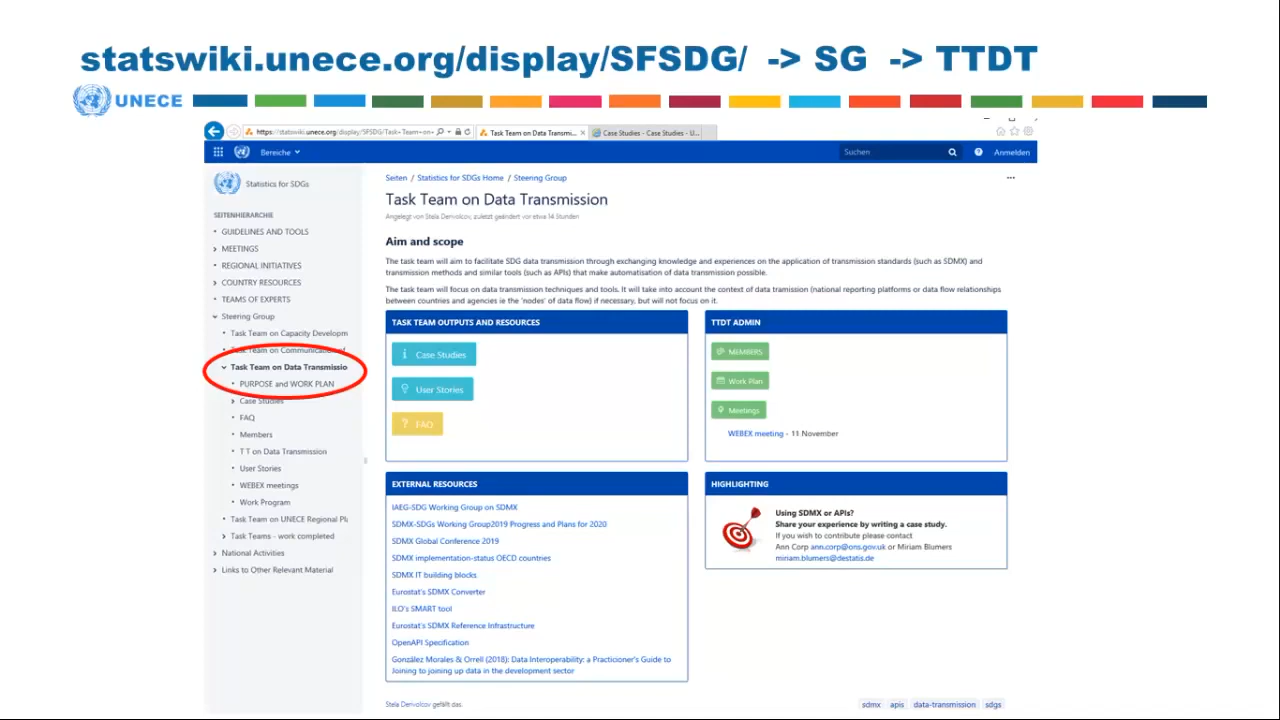 statswiki.unece.org/display/SFSDG/ -> SG -> TTDT
UNECE
https://statswiki.unece.org/display/SFSDG/Task+Team+on+
Task Team on Data Transmi...
Case Studies - Case Studies - U...
Bereiche
Suchen
Anmelden
Statistics for SDGs
SEITENHIERARCHIE
GUIDELINES AND TOOLS
MEETINGS
REGIONAL INITIATIVES
COUNTRY RESOURCES
TEAMS OF EXPERTS
Steering Group
Task Team on Capacity Developm
Task Team on Communication
Task Team on Data Transmissio
PURPOSE and WORK PLAN
Case Studies
FAQ
Members
T T on Data Transmission
User Stories
WEBEX meetings
Work Program
Task Team on UNECE Regional Pla
Task Teams - work completed
National Activities
Links to Other Relevant Material
Seiten / Statistics for SDGs Home / Steering Group
Task Team on Data Transmission
Angelegt von Stela Derivolcov, zuletzt geändert vor etwa 14 Stunden
Aim and scope
The task team will aim to facilitate SDG data transmission through exchanging knowledge and experiences on the application of transmission standards (such as SDMX) and
transmission methods and similar tools (such as APIs) that make automatisation of data transmission possible.
The task team will focus on data transmission techniques and tools. It will take into account the context of data tramission (national reporting platforms or data flow relationships
between countries and agencies ie the 'nodes' of data flow) if necessary, but will not focus on it.
TASK TEAM OUTPUTS AND RESOURCES
Case Studies
User Stories
FAQ
TTDT ADMIN
MEMBERS
Work Plan
Meetings
WEBEX meeting - 11 November
EXTERNAL RESOURCES
IAEG-SDG Working Group on SDMX
SDMX-SDGs Working Group2019 Progress and Plans for 2020
SDMX Global Conference 2019
SDMX implementation-status OECD countries
SDMX IT building blocks
Eurostat's SDMX Converter
ILO's SMART tool
Eurostat's SDMX Reference Infrastructure
OpenAPI Specification
González Morales & Orrell (2018): Data Interoperability: a Practicioner's Guide to
Joining to joining up data in the development sector
HIGHLIGHTING
Using SDMX or APIs?
Share your experience by writing a case study.
If you wish to contribute please contact
Ann Corp ann.corp@ons.gov.uk or Miriam Blumers
miriam.blumers@destatis.de
Stela Derivolcov gefällt das.
sdmx apis data-transmission sdgs